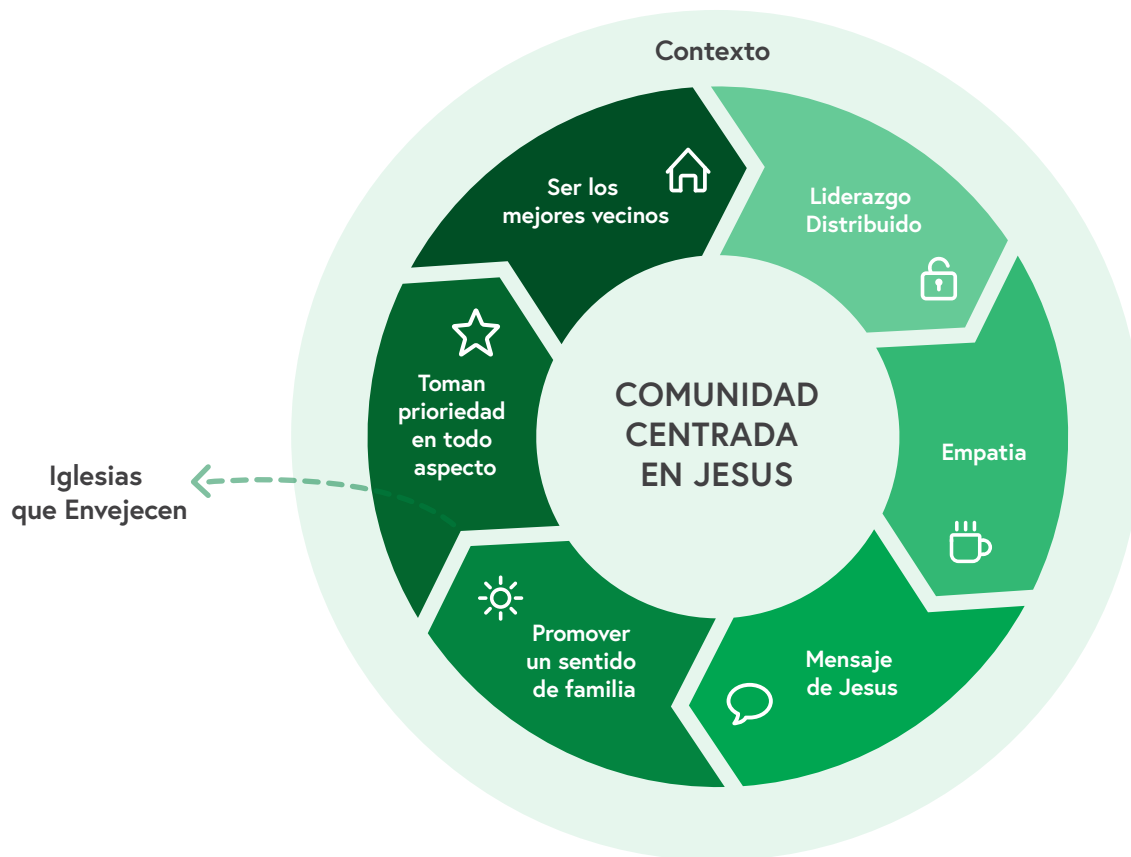 Contexto
Ser los
mejores vecinos
Liderazgo
Distribuido
Toman
prioriedad
en todo
aspecto
COMUNIDAD
CENTRADA
EN JESUS
Empatia
Iglesias
que Envejecen
Promover
un sentido
de familia
Mensaje
de Jesus